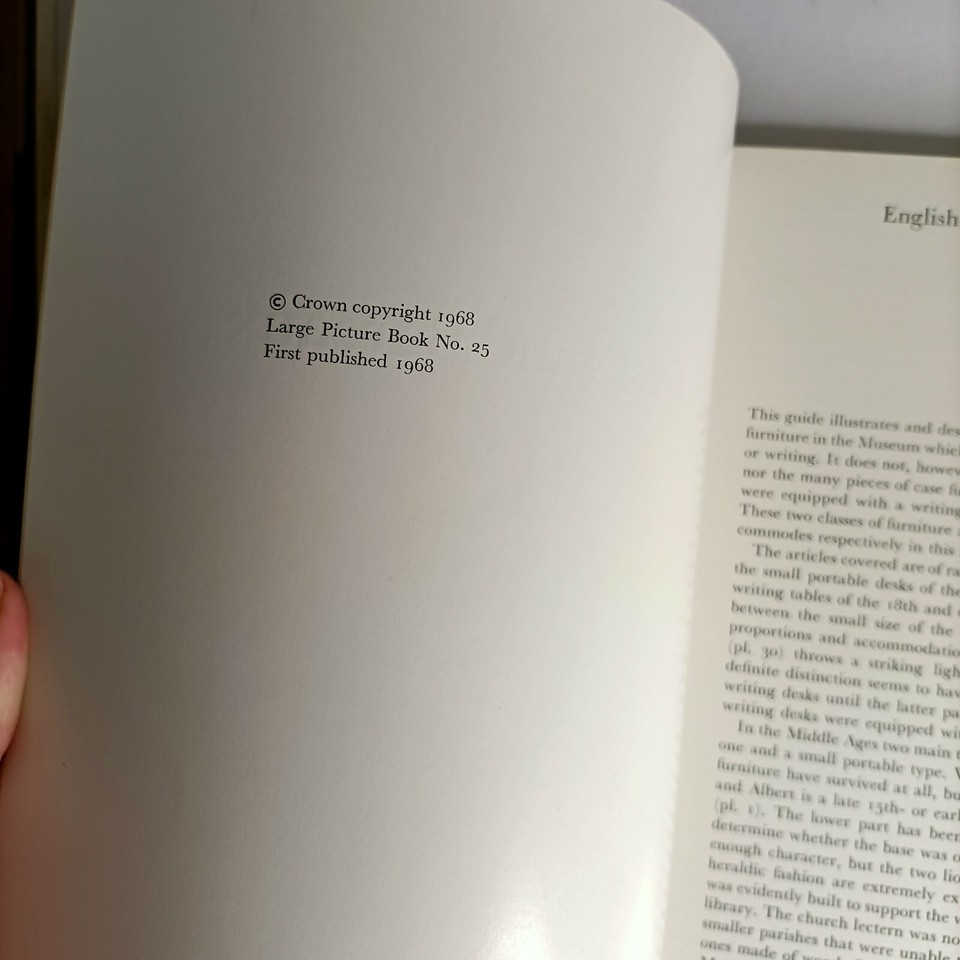 © Crown copyright 1968
Large Picture Book No. 25
First published 1968
English
This guide illustrates and des
furniture in the Museum whic
or writing. It does not, howev
nor the many pieces of case fu
were equipped with a writing
These two classes of furniture
commodes respectively in this
The articles covered are of ra
the small portable desks of the
writing tables of the 18th and
between the small size of the
proportions and accommodatio
(pl. 30) throws a striking ligh
definite distinction seems to hav
writing desks until the latter pa
writing desks were equipped wit
In the Middle Ages two main t
one and a small portable type.
furniture have survived at all, bu
and Albert is a late 15th- or earl
(pl. 1). The lower part has been
determine whether the base was o
enough character, but the two lio
heraldic fashion are extremely ex
was evidently built to support the
library. The church lectern was no
smaller parishes that were unable
ones made of